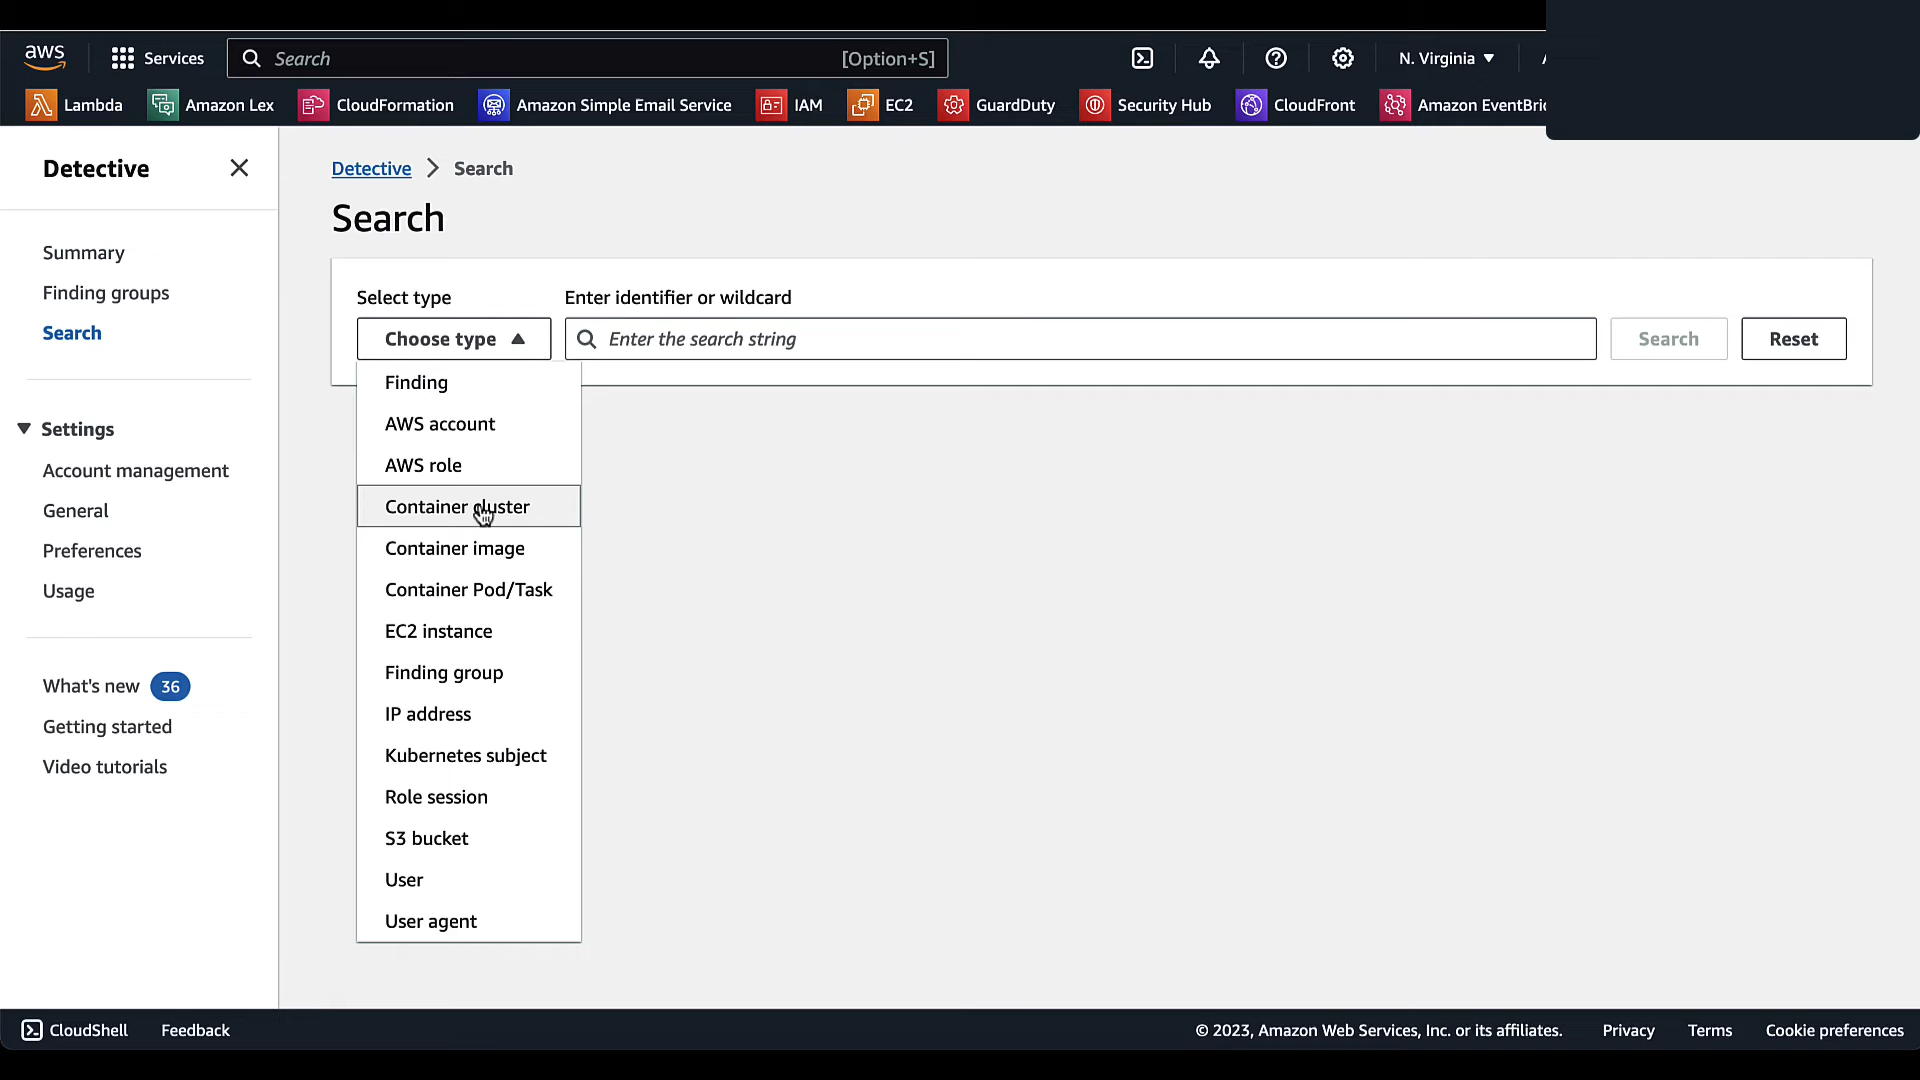 aws
Services
Search
[Option+S]
N. Virginia
Lambda
Amazon Lex
CloudFormation
Amazon Simple Email Service
IAM
EC2
GuardDuty
Security Hub
CloudFront
Amazon EventBri
Detective
Detective
Search
Search
Summary
Finding groups
Search
Settings
Account management
General
Preferences
Usage
What's new 36
Getting started
Video tutorials
Select type
Enter identifier or wildcard
Choose type
Enter the search string
Search
Reset
Finding
AWS account
AWS role
Container cluster
Container image
Container Pod/Task
EC2 instance
Finding group
IP address
Kubernetes subject
Role session
S3 bucket
User
User agent
CloudShell
Feedback
© 2023, Amazon Web Services, Inc. or its affiliates.
Privacy
Terms
Cookie preferences